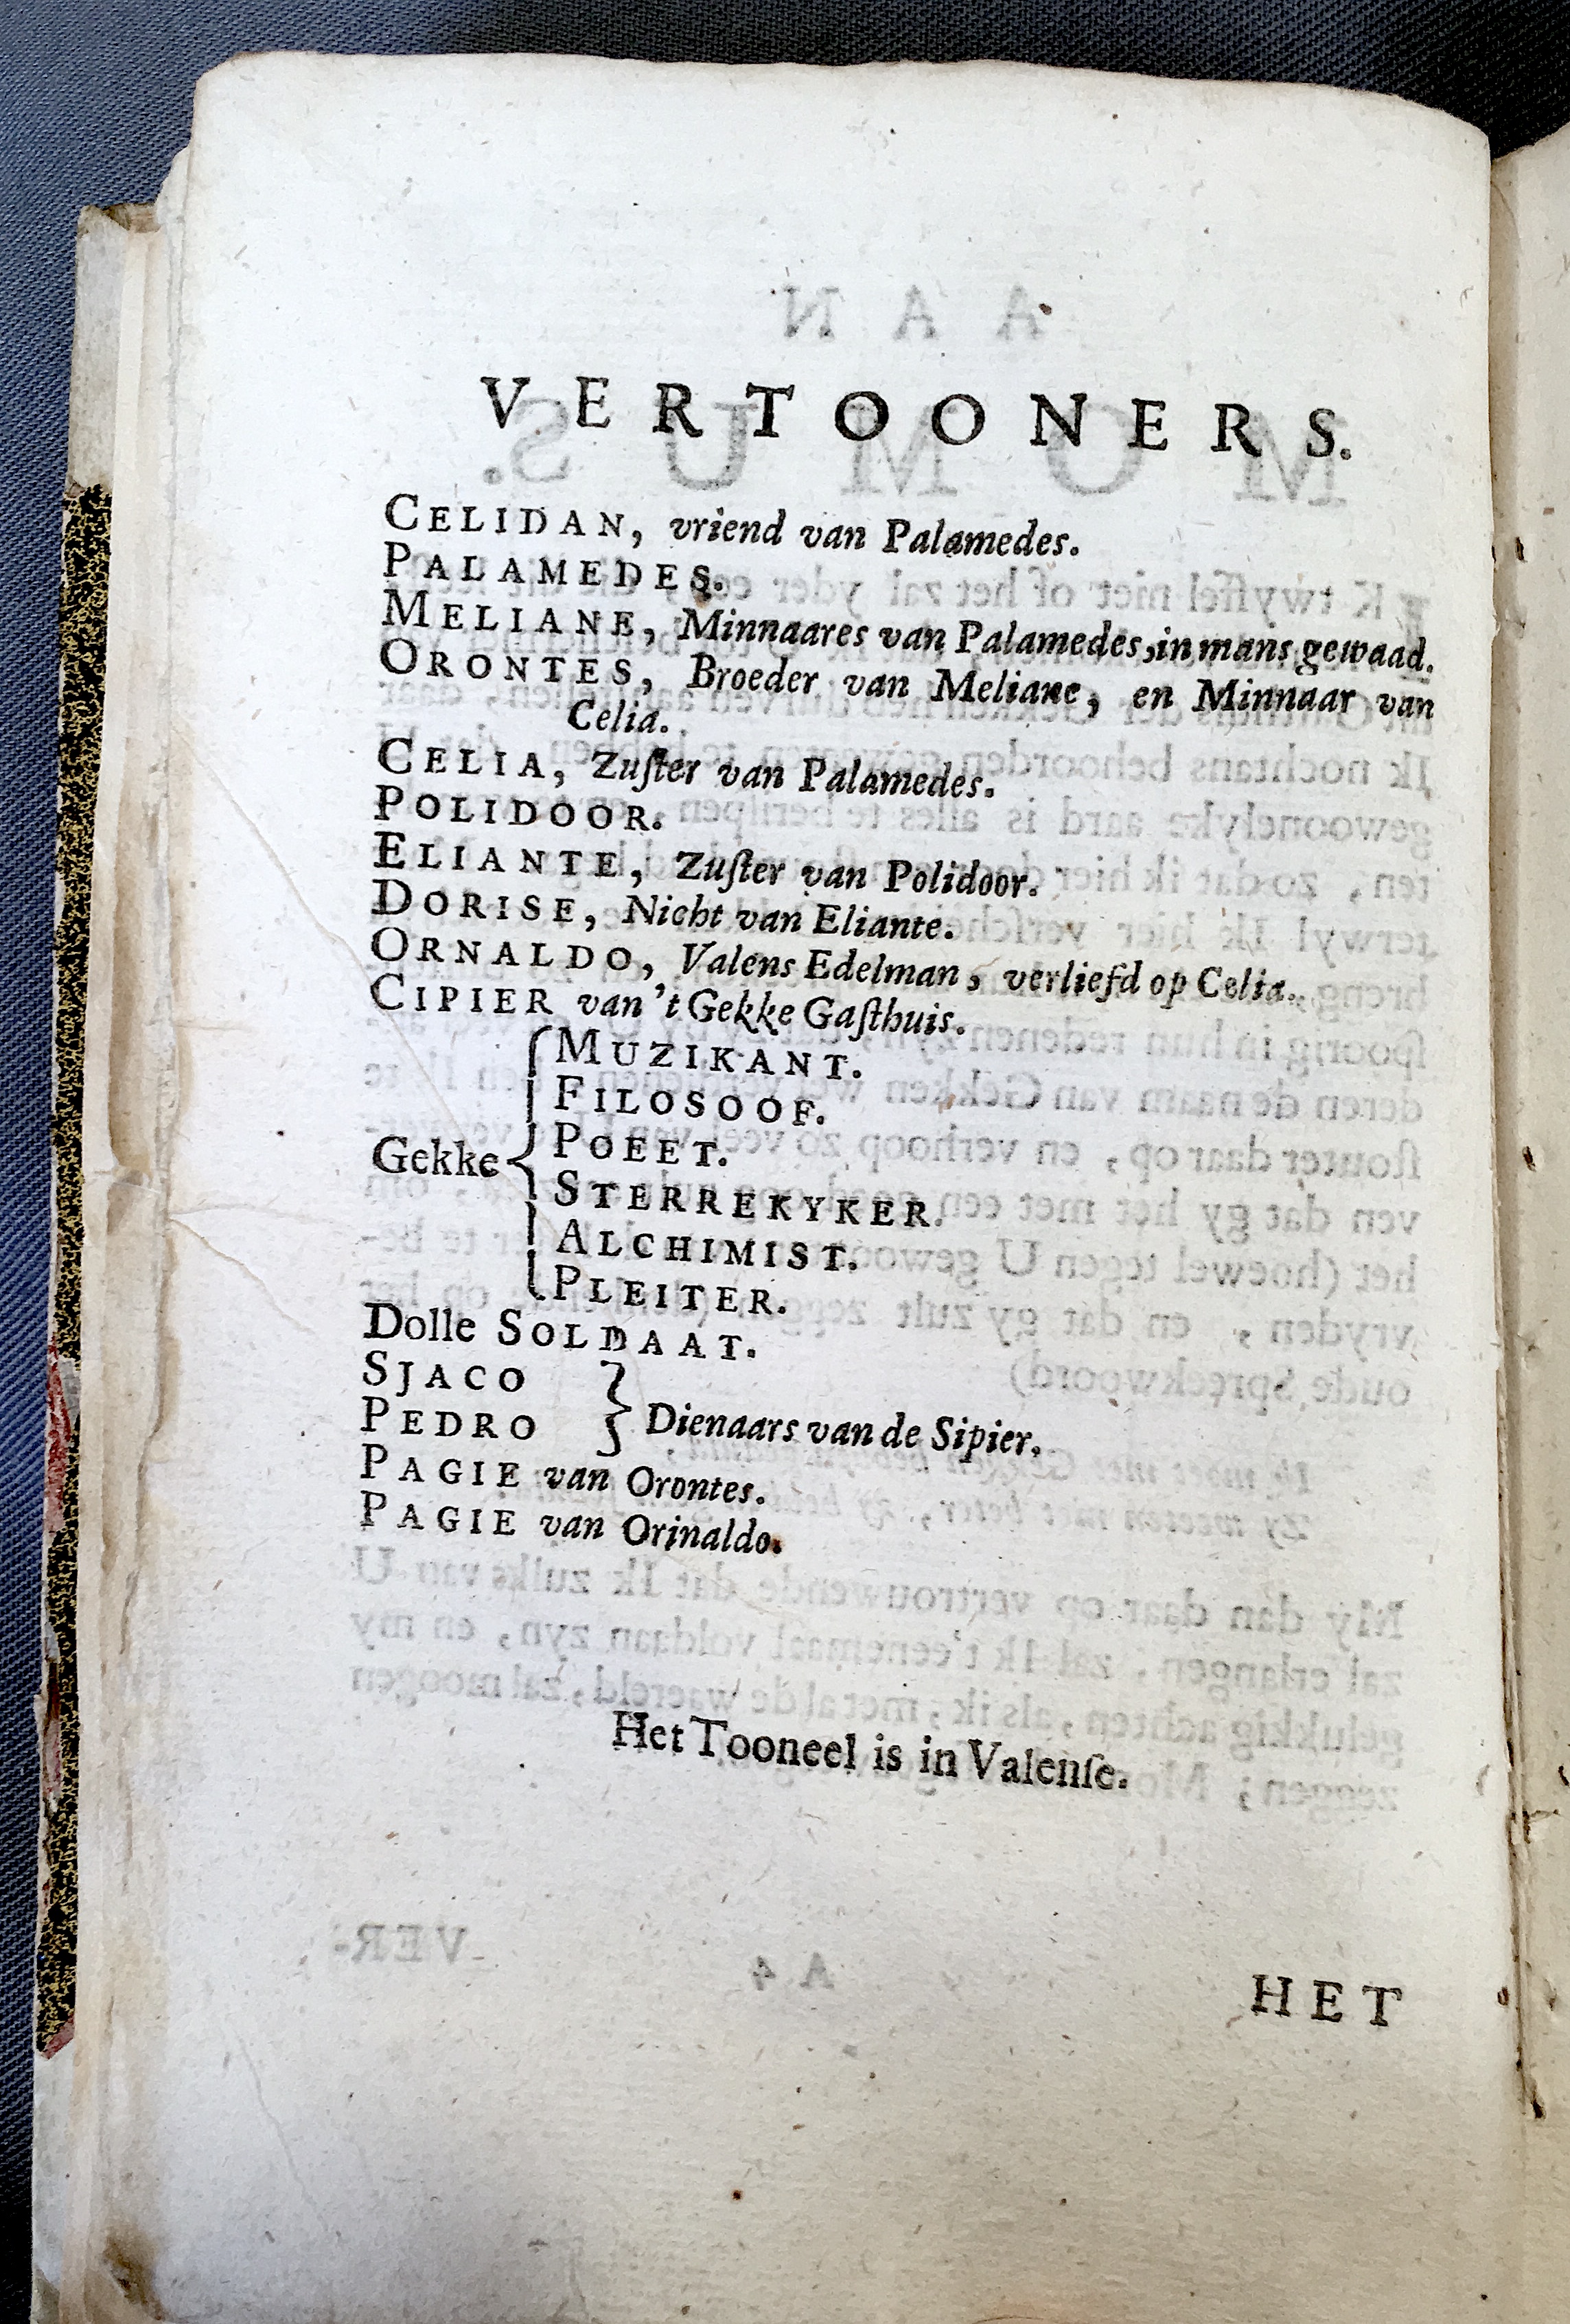 VERTOONERS.
CELIDAN, vriend van Palamedes.
PALAMEDES.
MELIANE, Minnaares van Palamedes, in mans gewaad.
ORONTES, Broeder van Meliane, en Minnaar van
Celia.
CELIA, Zuſter van Palamedes.
POLIDOOR.
ELIANTE, Zuſter van Polidoor.
DORISE, Nicht van Eliante.
ORNALDO, Valens Edelman, verliefd op Celia.
CIPIER van 't Gekke Gaſthuis.
MUZIKANT.
FILOSOOF.
Gekke POEET.
STERREKYKER.
ALCHIMIST.
PLEITER.
Dolle SOLDAAT.
SJACO
PEDRO Dienaars van de Sipier.
PAGIE van Orontes.
PAGIE van Orinaldo.
Het Tooneel is in Valenſe.
HET